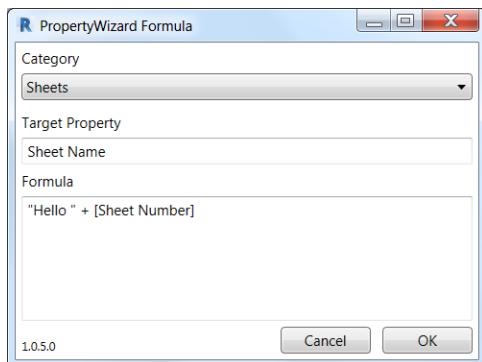 PropertyWizard Formula
Category
Sheets
Target Property
Sheet Name
Formula
"Hello " + [Sheet Number]
1.0.5.0
Cancel
OK